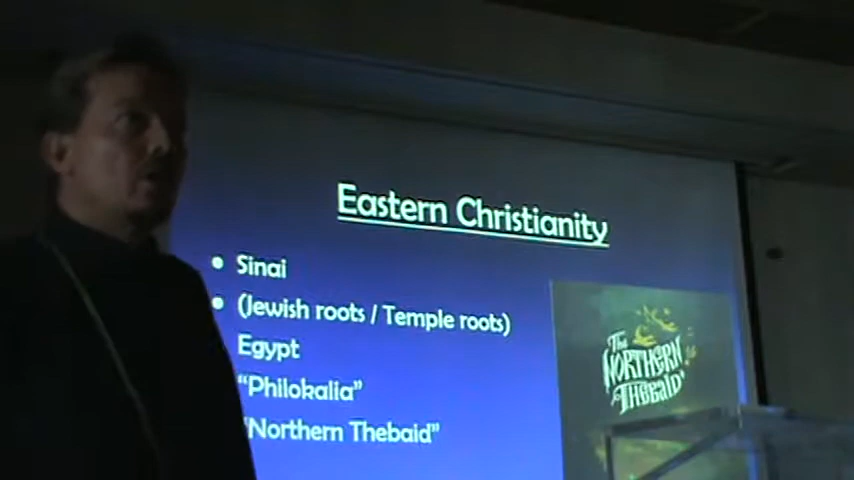 Eastern Christianity
• Sinai
• (Jewish roots / Temple roots)
Egypt
"Philokalia"
"Northern Thebaid"
The
NORTHERN
THEBAID